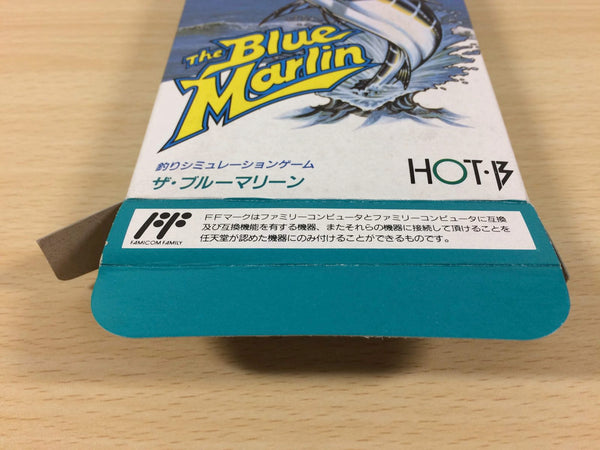 The Blue
Marlin
釣りシミュレーションゲーム
ザ・ブルーマリーン
HOT・B
FF
FAMICOM FAMILY
FFマークはファミリーコンピュータとファミリーコンピュータに互換
及び互換機能を有する機器、またそれらの機器に接続して頂けることを
任天堂が認めた機器にのみ付けることができるものです。